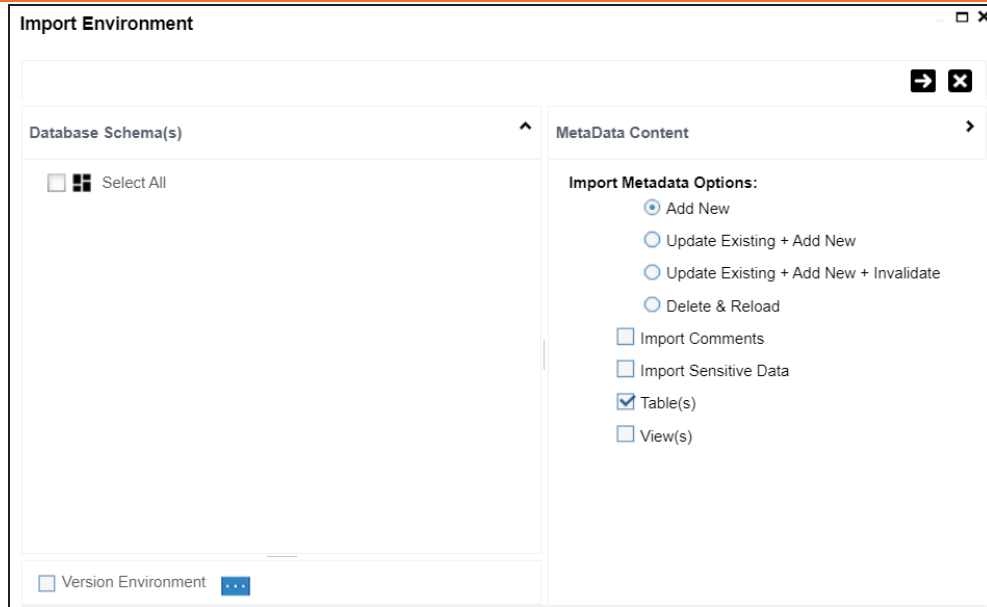 Import Environment
Database Schema(s)
Select All
Version Environment
MetaData Content
Import Metadata Options:
Add New
Update Existing + Add New
Update Existing + Add New + Invalidate
Delete & Reload
Import Comments
Import Sensitive Data
Table(s)
View(s)